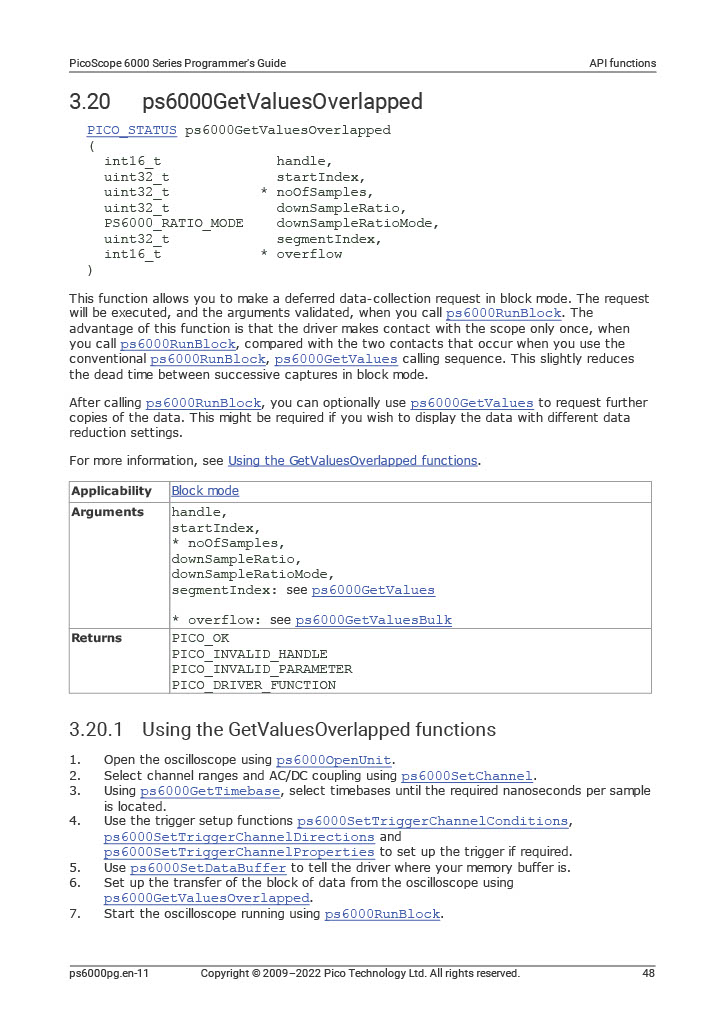 PicoScope 6000 Series Programmer's Guide API functions
3.20 ps6000GetValuesOverlapped
PICO_STATUS ps6000GetValuesOverlapped
(
int16_t handle,
uint32_t startIndex,
uint32_t * noOfSamples,
uint32_t downSampleRatio,
PS6000_RATIO_MODE downSampleRatioMode,
uint32_t segmentIndex,
int16_t * overflow
)
This function allows you to make a deferred data-collection request in block mode. The request
will be executed, and the arguments validated, when you call ps6000RunBlock. The
advantage of this function is that the driver makes contact with the scope only once, when
you call ps6000RunBlock, compared with the two contacts that occur when you use the
conventional ps6000RunBlock, ps6000GetValues calling sequence. This slightly reduces
the dead time between successive captures in block mode.
After calling ps6000RunBlock, you can optionally use ps6000GetValues to request further
copies of the data. This might be required if you wish to display the data with different data
reduction settings.
For more information, see Using the GetValuesOverlapped functions.
Applicability Block mode
Arguments handle,
startIndex,
* noOfSamples,
downSampleRatio,
downSampleRatioMode,
segmentIndex: see ps6000GetValues
* overflow: see ps6000GetValuesBulk
Returns PICO_OK
PICO_INVALID_HANDLE
PICO_INVALID_PARAMETER
PICO_DRIVER_FUNCTION
3.20.1 Using the GetValuesOverlapped functions
1. Open the oscilloscope using ps6000OpenUnit.
2. Select channel ranges and AC/DC coupling using ps6000SetChannel.
3. Using ps6000GetTimebase, select timebases until the required nanoseconds per sample
is located.
4. Use the trigger setup functions ps6000SetTriggerChannelConditions,
ps6000SetTriggerChannelDirections and
ps6000SetTriggerChannelProperties to set up the trigger if required.
5. Use ps6000SetDataBuffer to tell the driver where your memory buffer is.
6. Set up the transfer of the block of data from the oscilloscope using
ps6000GetValuesOverlapped.
7. Start the oscilloscope running using ps6000RunBlock.
ps6000pg.en-11 Copyright © 2009–2022 Pico Technology Ltd. All rights reserved. 48